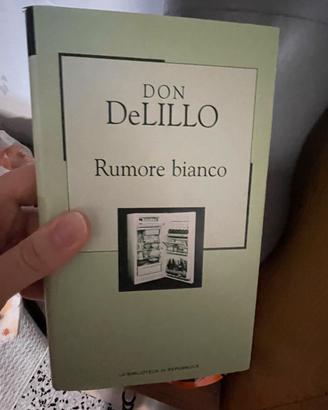 DON
DeLILLO
Rumore bianco
LA BIBLIOTECA DI REPUBBLICA